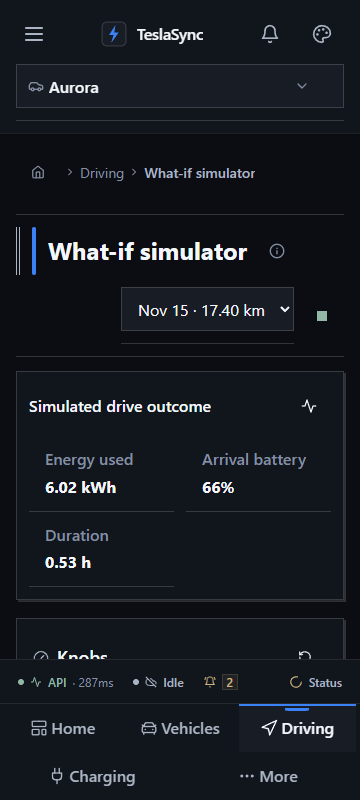 TeslaSync
Aurora
Driving
What-if simulator
What-if simulator
Nov 15 · 17.40 km
Simulated drive outcome
Energy used
Arrival battery
6.02 kWh
66%
Duration
0.53 h
Knobs
API · 287ms
Idle
2
Status
Home
Vehicles
Driving
Charging
More